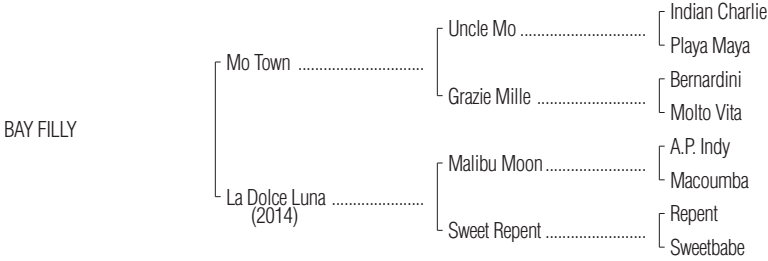 Indian Charlie
Uncle Mo ..............................
Playa Maya
Mo Town ..............................
Bernardini
Grazie Mille ..........................
Molto Vita
BAY FILLY
A.P. Indy
Malibu Moon ........................
Macoumba
La Dolce Luna ......................
(2014)
Repent
Sweet Repent ........................
Sweetbabe